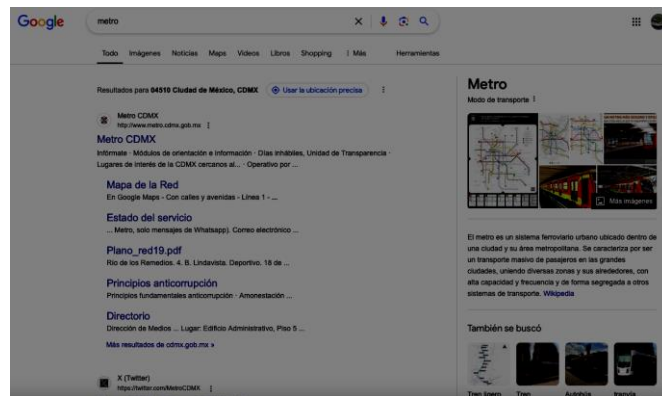 Google
metro
Todo Imágenes Noticias Maps Videos Libros Shopping Más Herramientas
Resultados para 04510 Ciudad de México, CDMX Usar la ubicación precisa
Metro CDMX
http://www.metro.cdmx.gob.mx
Metro CDMX
Infórmate · Módulos de orientación e información · Días inhábiles, Unidad de Transparencia ·
Lugares de interés de la CDMX cercanos al... · Operativo por ...
Mapa de la Red
En Google Maps - Con calles y avenidas - Línea 1 - ...
Estado del servicio
... Metro, solo mensajes de Whatsapp). Correo electrónico ...
Plano_red19.pdf
Río de los Remedios. 4. B. Lindavista. Deportivo. 18 de ...
Principios anticorrupción
Principios fundamentales anticorrupción · Amonestación ...
Directorio
Dirección de Medios ... Lugar: Edificio Administrativo, Piso 5 ...
Más resultados de cdmx.gob.mx »
X (Twitter)
https://twitter.com/MetroCDMX
Metro
Modo de transporte
Más imágenes
El metro es un sistema ferroviario urbano ubicado dentro de
una ciudad y su área metropolitana. Se caracteriza por ser
un transporte masivo de pasajeros en las grandes
ciudades, uniendo diversas zonas y sus alrededores, con
alta capacidad y frecuencia y de forma segregada a otros
sistemas de transporte. Wikipedia
También se buscó
Tren ligero Tren Autobús tranvía